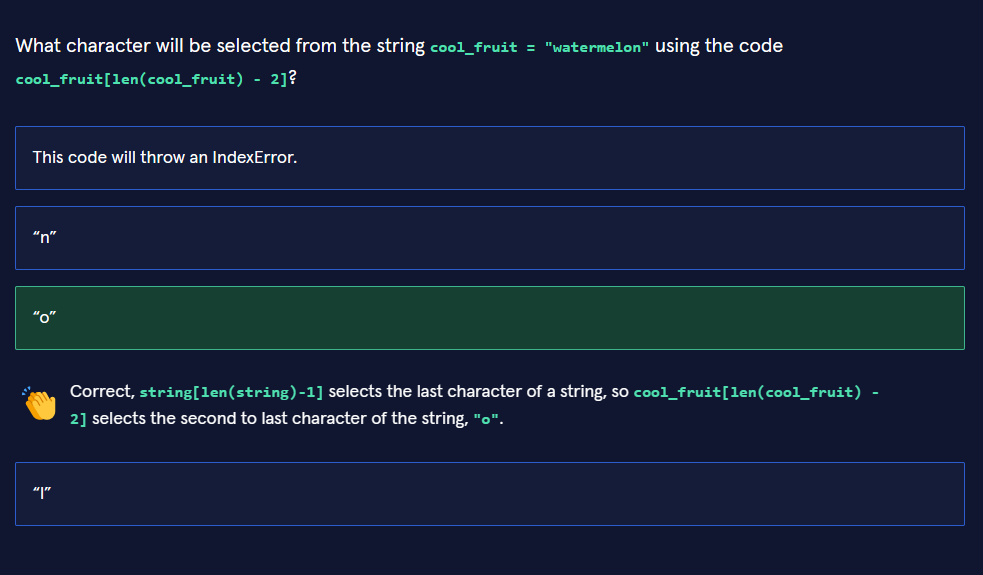 What character will be selected from the string cool_fruit = "watermelon" using the code
cool_fruit[len(cool_fruit) - 2]?
This code will throw an IndexError.
“n”
“o”
Correct, string[len(string)-1] selects the last character of a string, so cool_fruit[len(cool_fruit) -
2] selects the second to last character of the string, "o".
“l”